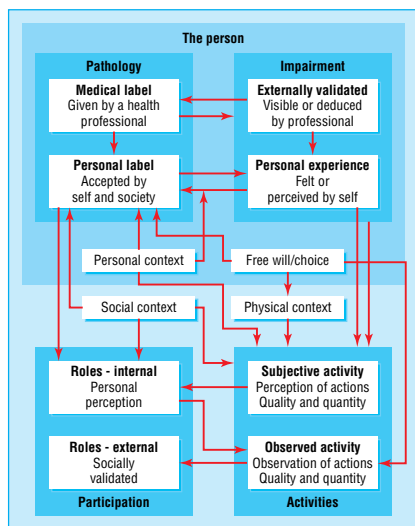 The person
Pathology
Impairment
Medical label
Given by a health
professional
Externally validated
Visible or deduced
by professional
Personal label
Accepted by
self and society
Personal experience
Felt or
perceived by self
Personal context
Free will/choice
Social context
Physical context
Roles - internal
Personal
perception
Subjective activity
Perception of actions
Quality and quantity
Roles - external
Socially
validated
Observed activity
Observation of actions
Quality and quantity
Participation
Activities